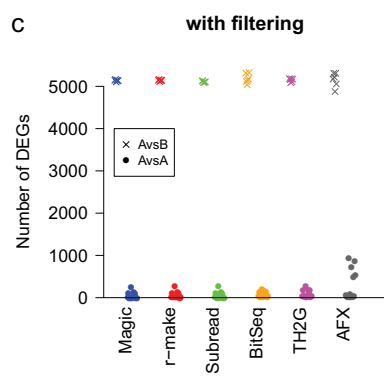 C
with filtering
Number of DEGs
5000
4000
3000
2000
1000
0
× AvsB
● AvsA
Magic
r−make
Subread
BitSeq
TH2G
AFX